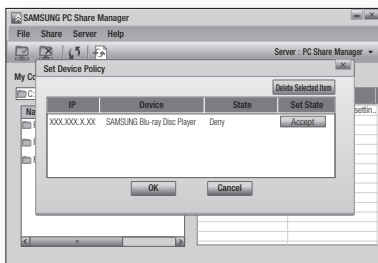 SAMSUNG PC Share Manager
File Share Server Help
Server : PC Share Manager
Set Device Policy
My Co
Delete Selected Item
C:
IP Device State Set State
Na
settin..
XXX.XXX.X.XX SAMSUNG Blu-ray Disc Player Deny Accept
OK Cancel